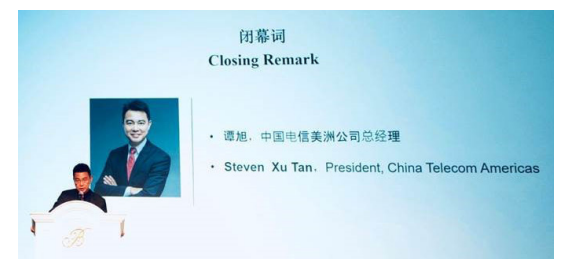 闭幕词
Closing Remark
• 谭旭，中国电信美洲公司总经理
• Steven Xu Tan, President, China Telecom Americas